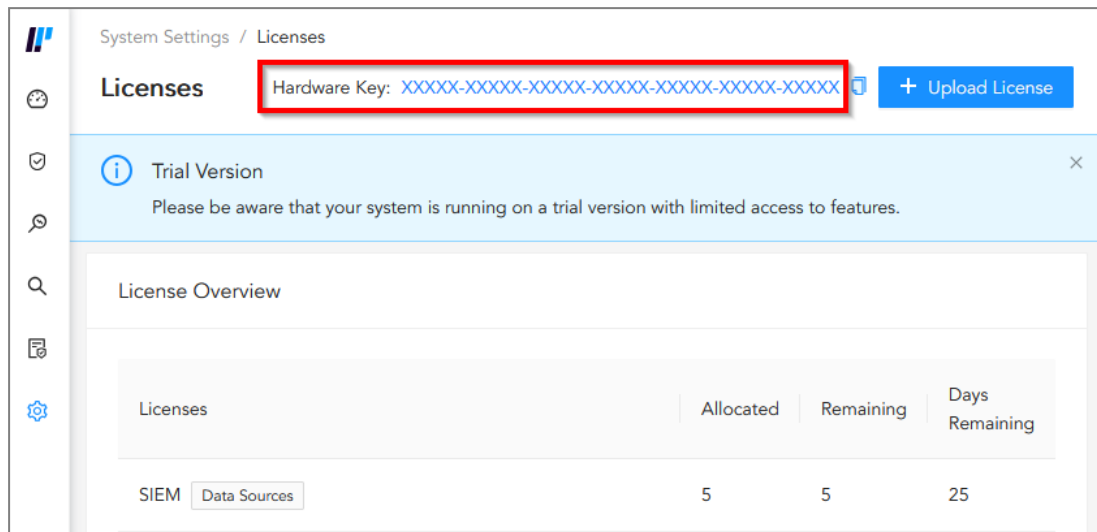 System Settings / Licenses
Licenses
Hardware Key: XXXXX-XXXXX-XXXXX-XXXXX-XXXXX-XXXXX-XXXXX
+ Upload License
Trial Version
Please be aware that your system is running on a trial version with limited access to features.
License Overview
Licenses Allocated Remaining Days
Remaining
SIEM Data Sources 5 5 25